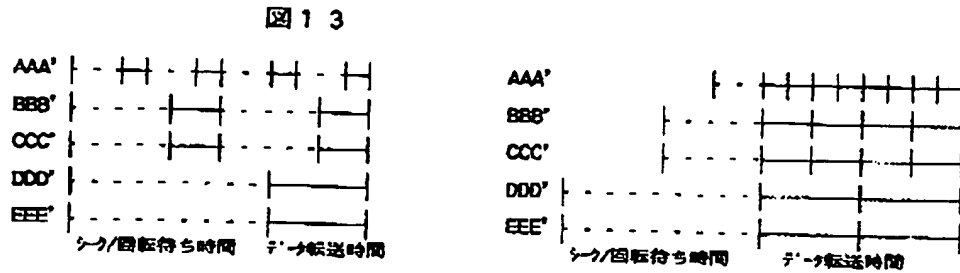 図13
AAA'
BBB'
CCC'
DDD'
EEE'
シーク/回転待ち時間 データ転送時間
AAA'
BBB'
CCC'
DDD'
EEE'
シーク/回転待ち時間 データ転送時間